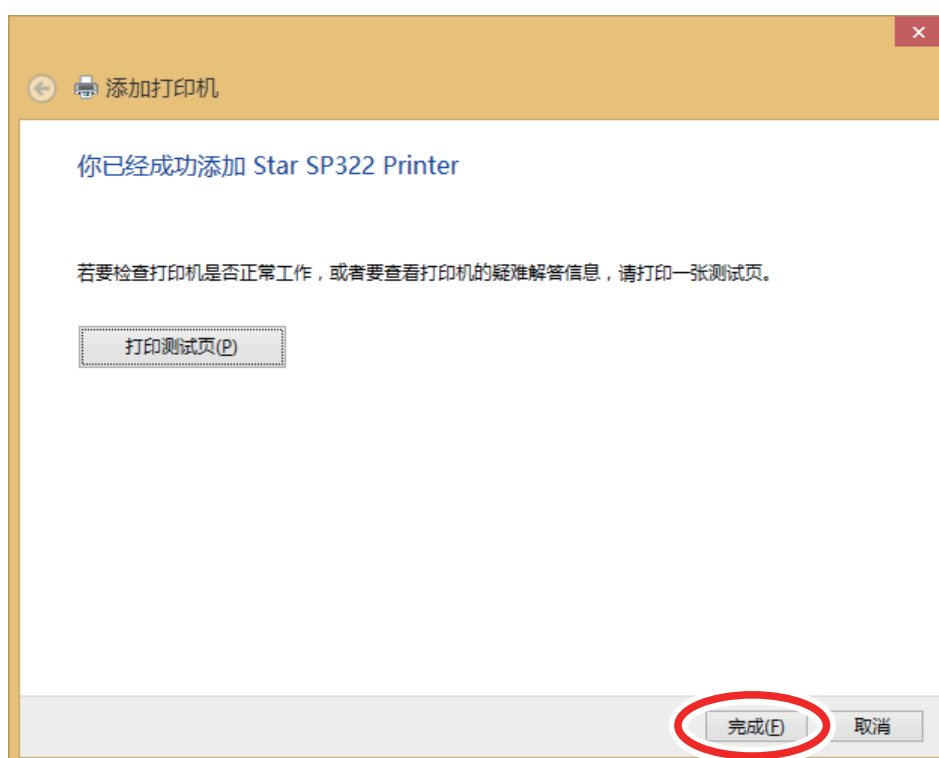 添加打印机
你已经成功添加 Star SP322 Printer
若要检查打印机是否正常工作，或者要查看打印机的疑难解答信息，请打印一张测试页。
打印测试页(P)
完成(F) 取消